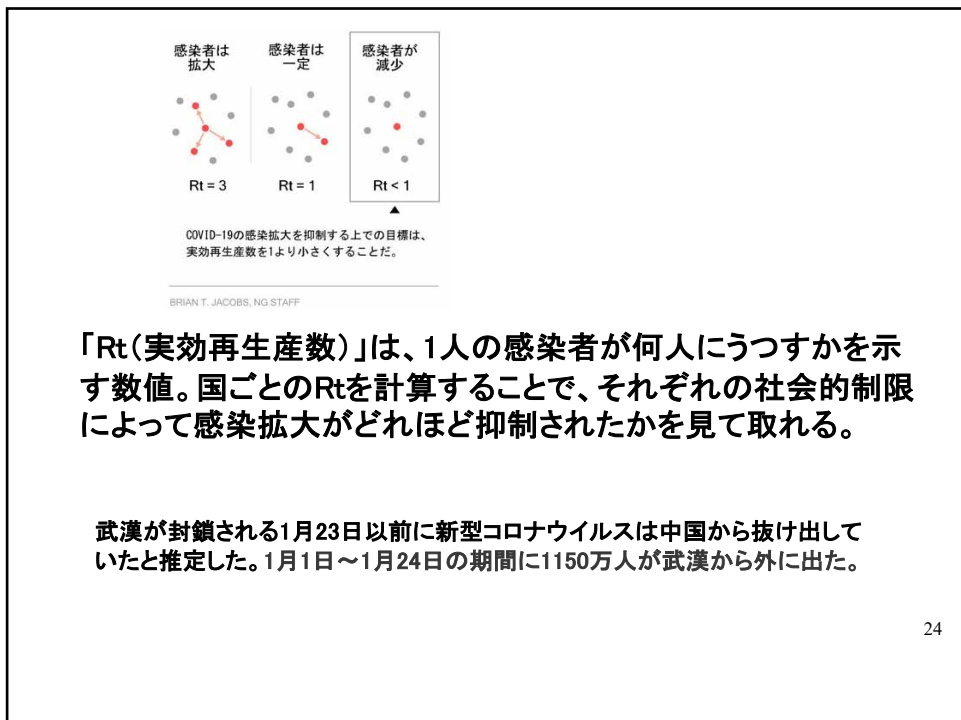 感染者は 感染者は 感染者が
拡大 一定 減少
Rt = 3 Rt = 1 Rt < 1
COVID-19の感染拡大を抑制する上での目標は、
実効再生産数を1より小さくすることだ。
BRIAN T. JACOBS, NG STAFF
「Rt(実効再生産数)」は、1人の感染者が何人にうつすかを示
す数値。国ごとのRtを計算することで、それぞれの社会的制限
によって感染拡大がどれほど抑制されたかを見て取れる。
武漢が封鎖される1月23日以前に新型コロナウイルスは中国から抜け出して
いたと推定した。1月1日～1月24日の期間に1150万人が武漢から外に出た。
24